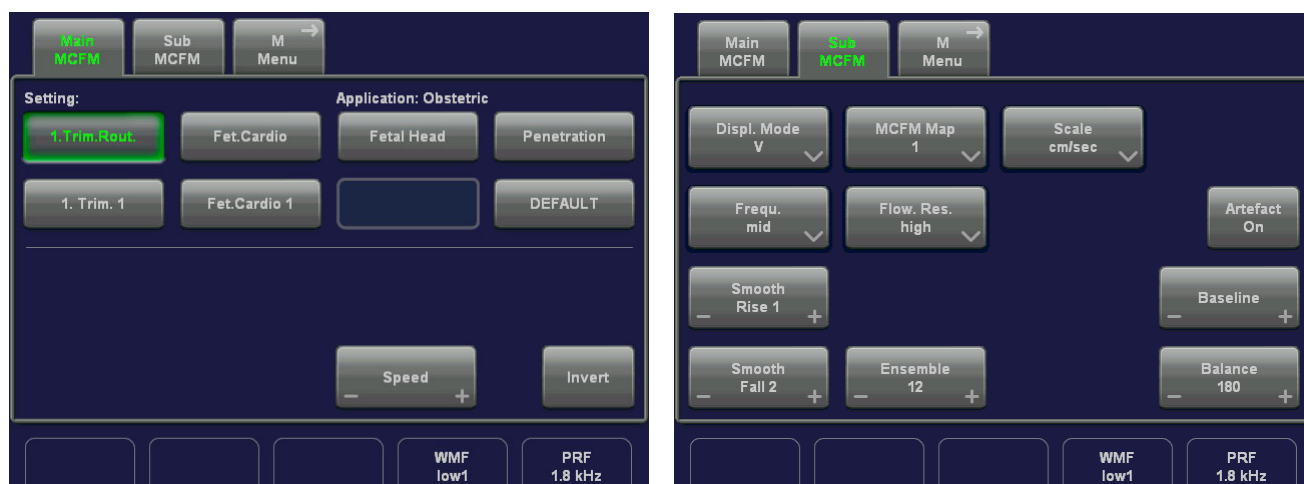 Main
MCFM
Sub
MCFM
M
Menu
Setting:
Application: Obstetric
1.Trim.Rout.
Fet.Cardio
Fetal Head
Penetration
1. Trim. 1
Fet.Cardio 1
DEFAULT
Speed
Invert
WMF
low1
PRF
1.8 kHz
Main
MCFM
Sub
MCFM
M
Menu
Displ. Mode
V
MCFM Map
1
Scale
cm/sec
Frequ.
mid
Flow. Res.
high
Artefact
On
Smooth
Rise 1
Baseline
Smooth
Fall 2
Ensemble
12
Balance
180
WMF
low1
PRF
1.8 kHz